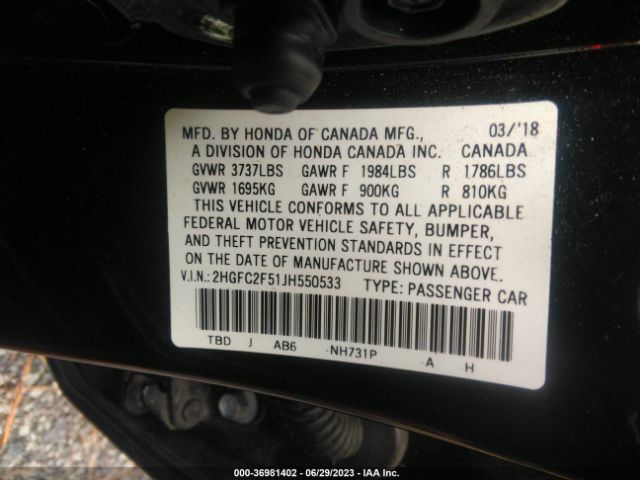 MFD. BY HONDA OF CANADA MFG., 03/'18
A DIVISION OF HONDA CANADA INC. CANADA
GVWR 3737LBS GAWR F 1984LBS R 1786LBS
GVWR 1695KG GAWR F 900KG R 810KG
THIS VEHICLE CONFORMS TO ALL APPLICABLE
FEDERAL MOTOR VEHICLE SAFETY, BUMPER,
AND THEFT PREVENTION STANDARDS IN EFFECT
ON THE DATE OF MANUFACTURE SHOWN ABOVE.
V.I.N.: 2HGFC2F51JH550533 TYPE: PASSENGER CAR
TBD J AB6 NH731P A H
000-36981402 - 06/29/2023 - IAA Inc.